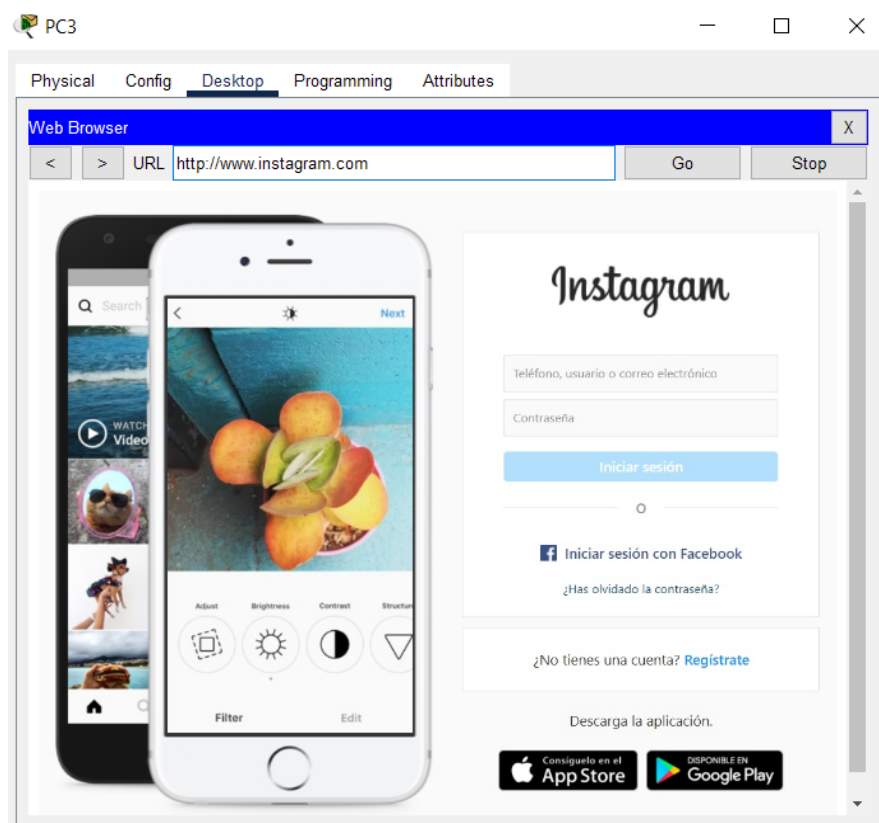 PC3
Physical Config Desktop Programming Attributes
Web Browser X
< > URL http://www.instagram.com Go Stop
Search
WATCH
Video
< Next
Adjust Brightness Contrast Structure
Filter Edit
Instagram
Teléfono, usuario o correo electrónico
Contraseña
Iniciar sesión
O
Iniciar sesión con Facebook
¿Has olvidado la contraseña?
¿No tienes una cuenta? Regístrate
Descarga la aplicación.
Consíguelo en el
App Store
DISPONIBLE EN
Google Play